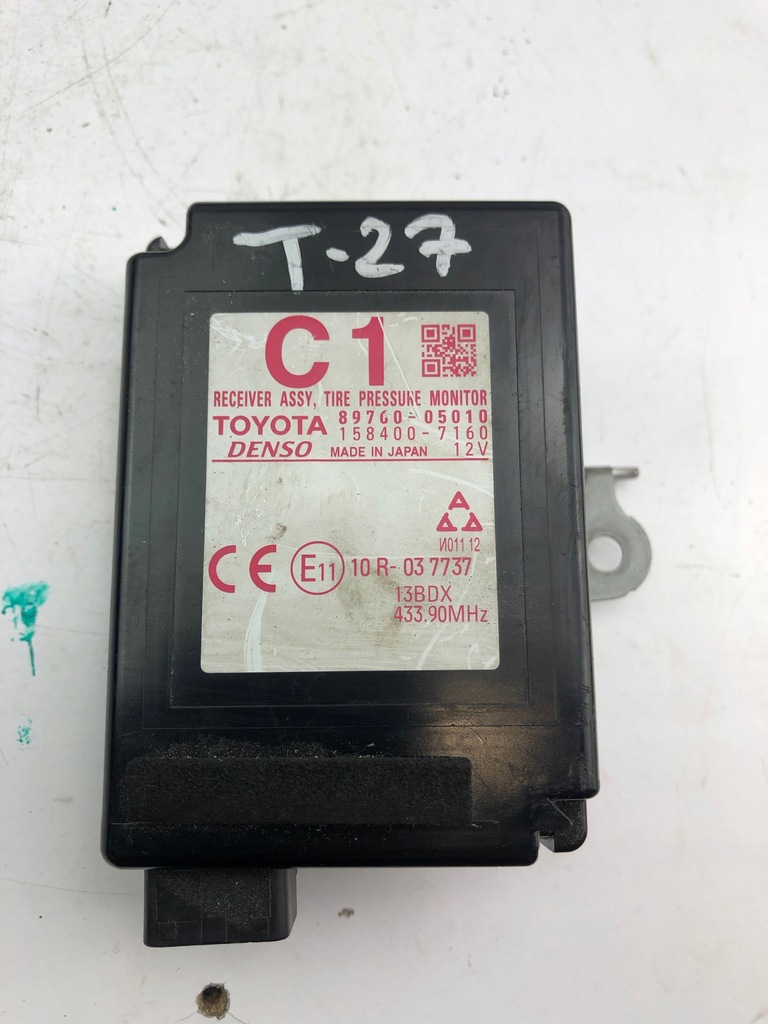 T-27
C1
RECEIVER ASSY, TIRE PRESSURE MONITOR
TOYOTA 89760-05010
158400-7160
DENSO MADE IN JAPAN 12V
A
И011 12
CE E11 10 R- 03 7737
13BDX
433.90MHz